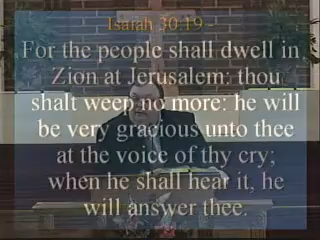 Isaiah 30:19 -
For the people shall dwell in
Zion at Jerusalem: thou
shalt weep no more: he will
be very gracious unto thee
at the voice of thy cry;
when he shall hear it, he
will answer thee.